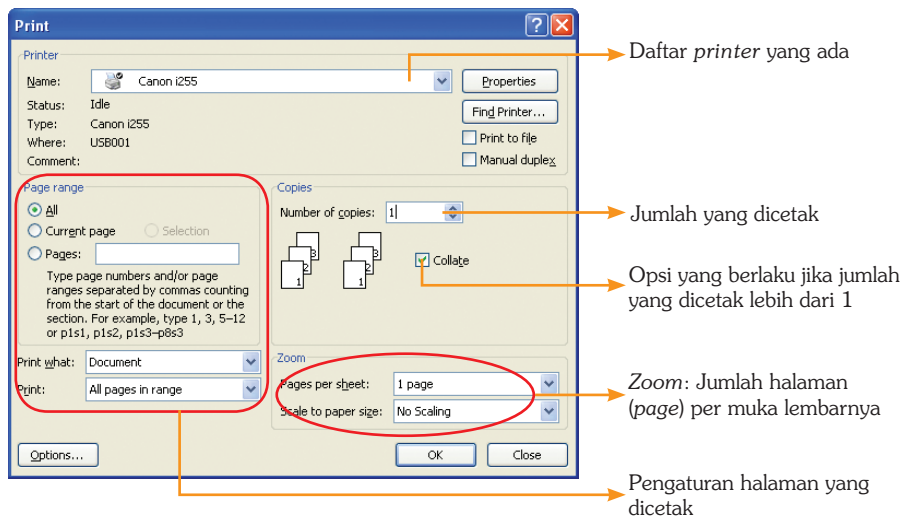 Print
Printer
Name: Canon i255
Properties
Status: Idle
Find Printer...
Type: Canon i255
Where: USB001
Print to file
Comment:
Manual duplex
Page range
All
Current page Selection
Pages:
Type page numbers and/or page
ranges separated by commas counting
from the start of the document or the
section. For example, type 1, 3, 5–12
or p1s1, p1s2, p1s3–p8s3
Copies
Number of copies: 1
3 3
2 2
1 1
Collate
Print what: Document
Print: All pages in range
Zoom
Pages per sheet: 1 page
Scale to paper size: No Scaling
Options...
OK
Close
Daftar printer yang ada
Jumlah yang dicetak
Opsi yang berlaku jika jumlah
yang dicetak lebih dari 1
Zoom: Jumlah halaman
(page) per muka lembarnya
Pengaturan halaman yang
dicetak